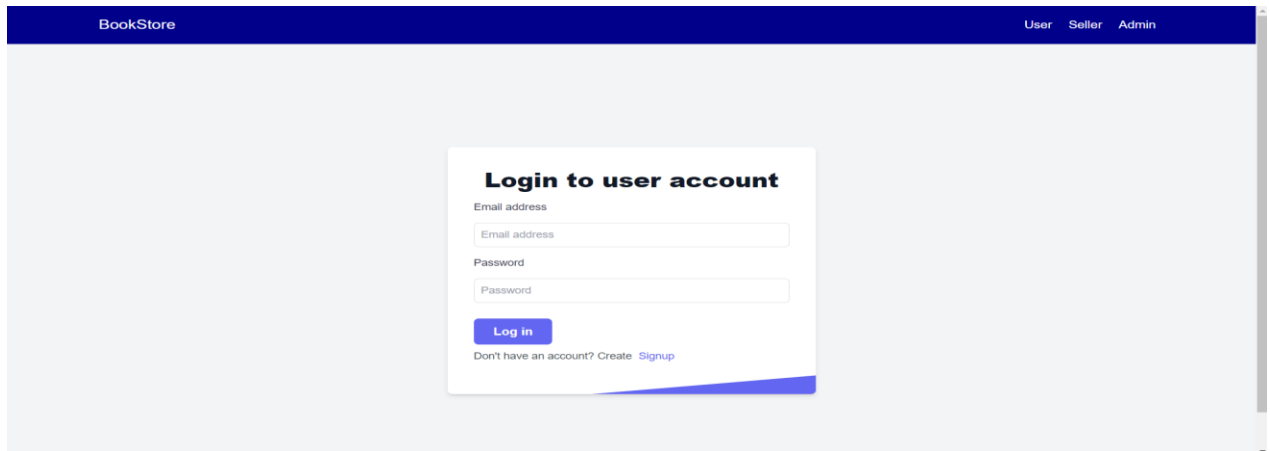 BookStore User Seller Admin
Login to user account
Email address
Email address
Password
Password
Log in
Don't have an account? Create Signup